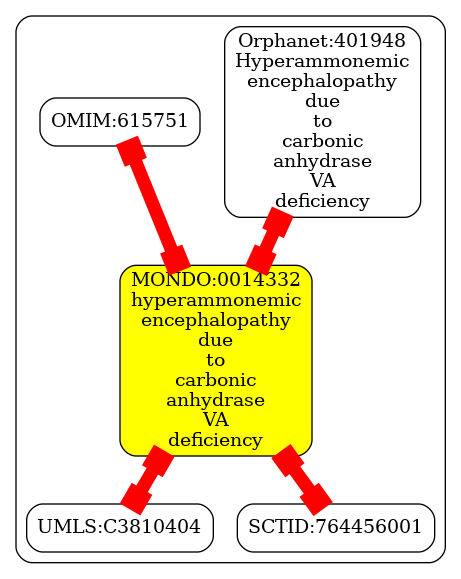 Orphanet:401948
Hyperammonemic
encephalopathy
due
to
carbonic
anhydrase
VA
deficiency
OMIM:615751
MONDO:0014332
hyperammonemic
encephalopathy
due
to
carbonic
anhydrase
VA
deficiency
UMLS:C3810404
SCTID:764456001